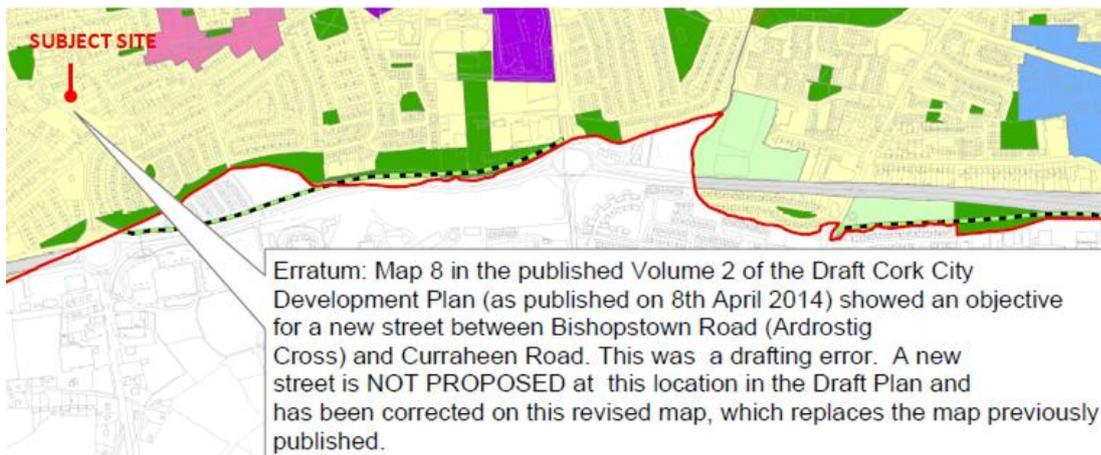 SUBJECT SITE
Erratum: Map 8 in the published Volume 2 of the Draft Cork City
Development Plan (as published on 8th April 2014) showed an objective
for a new street between Bishopstown Road (Ardrostig
Cross) and Curraheen Road. This was a drafting error. A new
street is NOT PROPOSED at this location in the Draft Plan and
has been corrected on this revised map, which replaces the map previously
published.